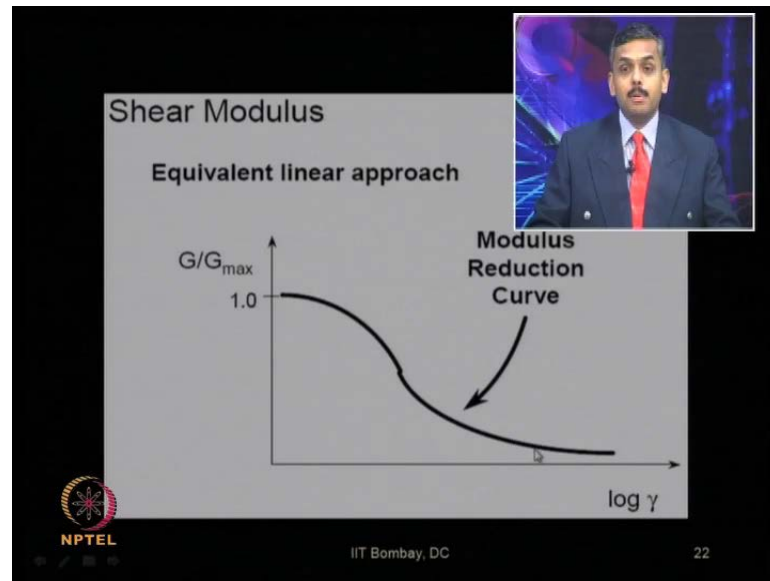 Shear Modulus
Equivalent linear approach
G/Gmax
1.0
Modulus
Reduction
Curve
log γ
NPTEL
IIT Bombay, DC
22